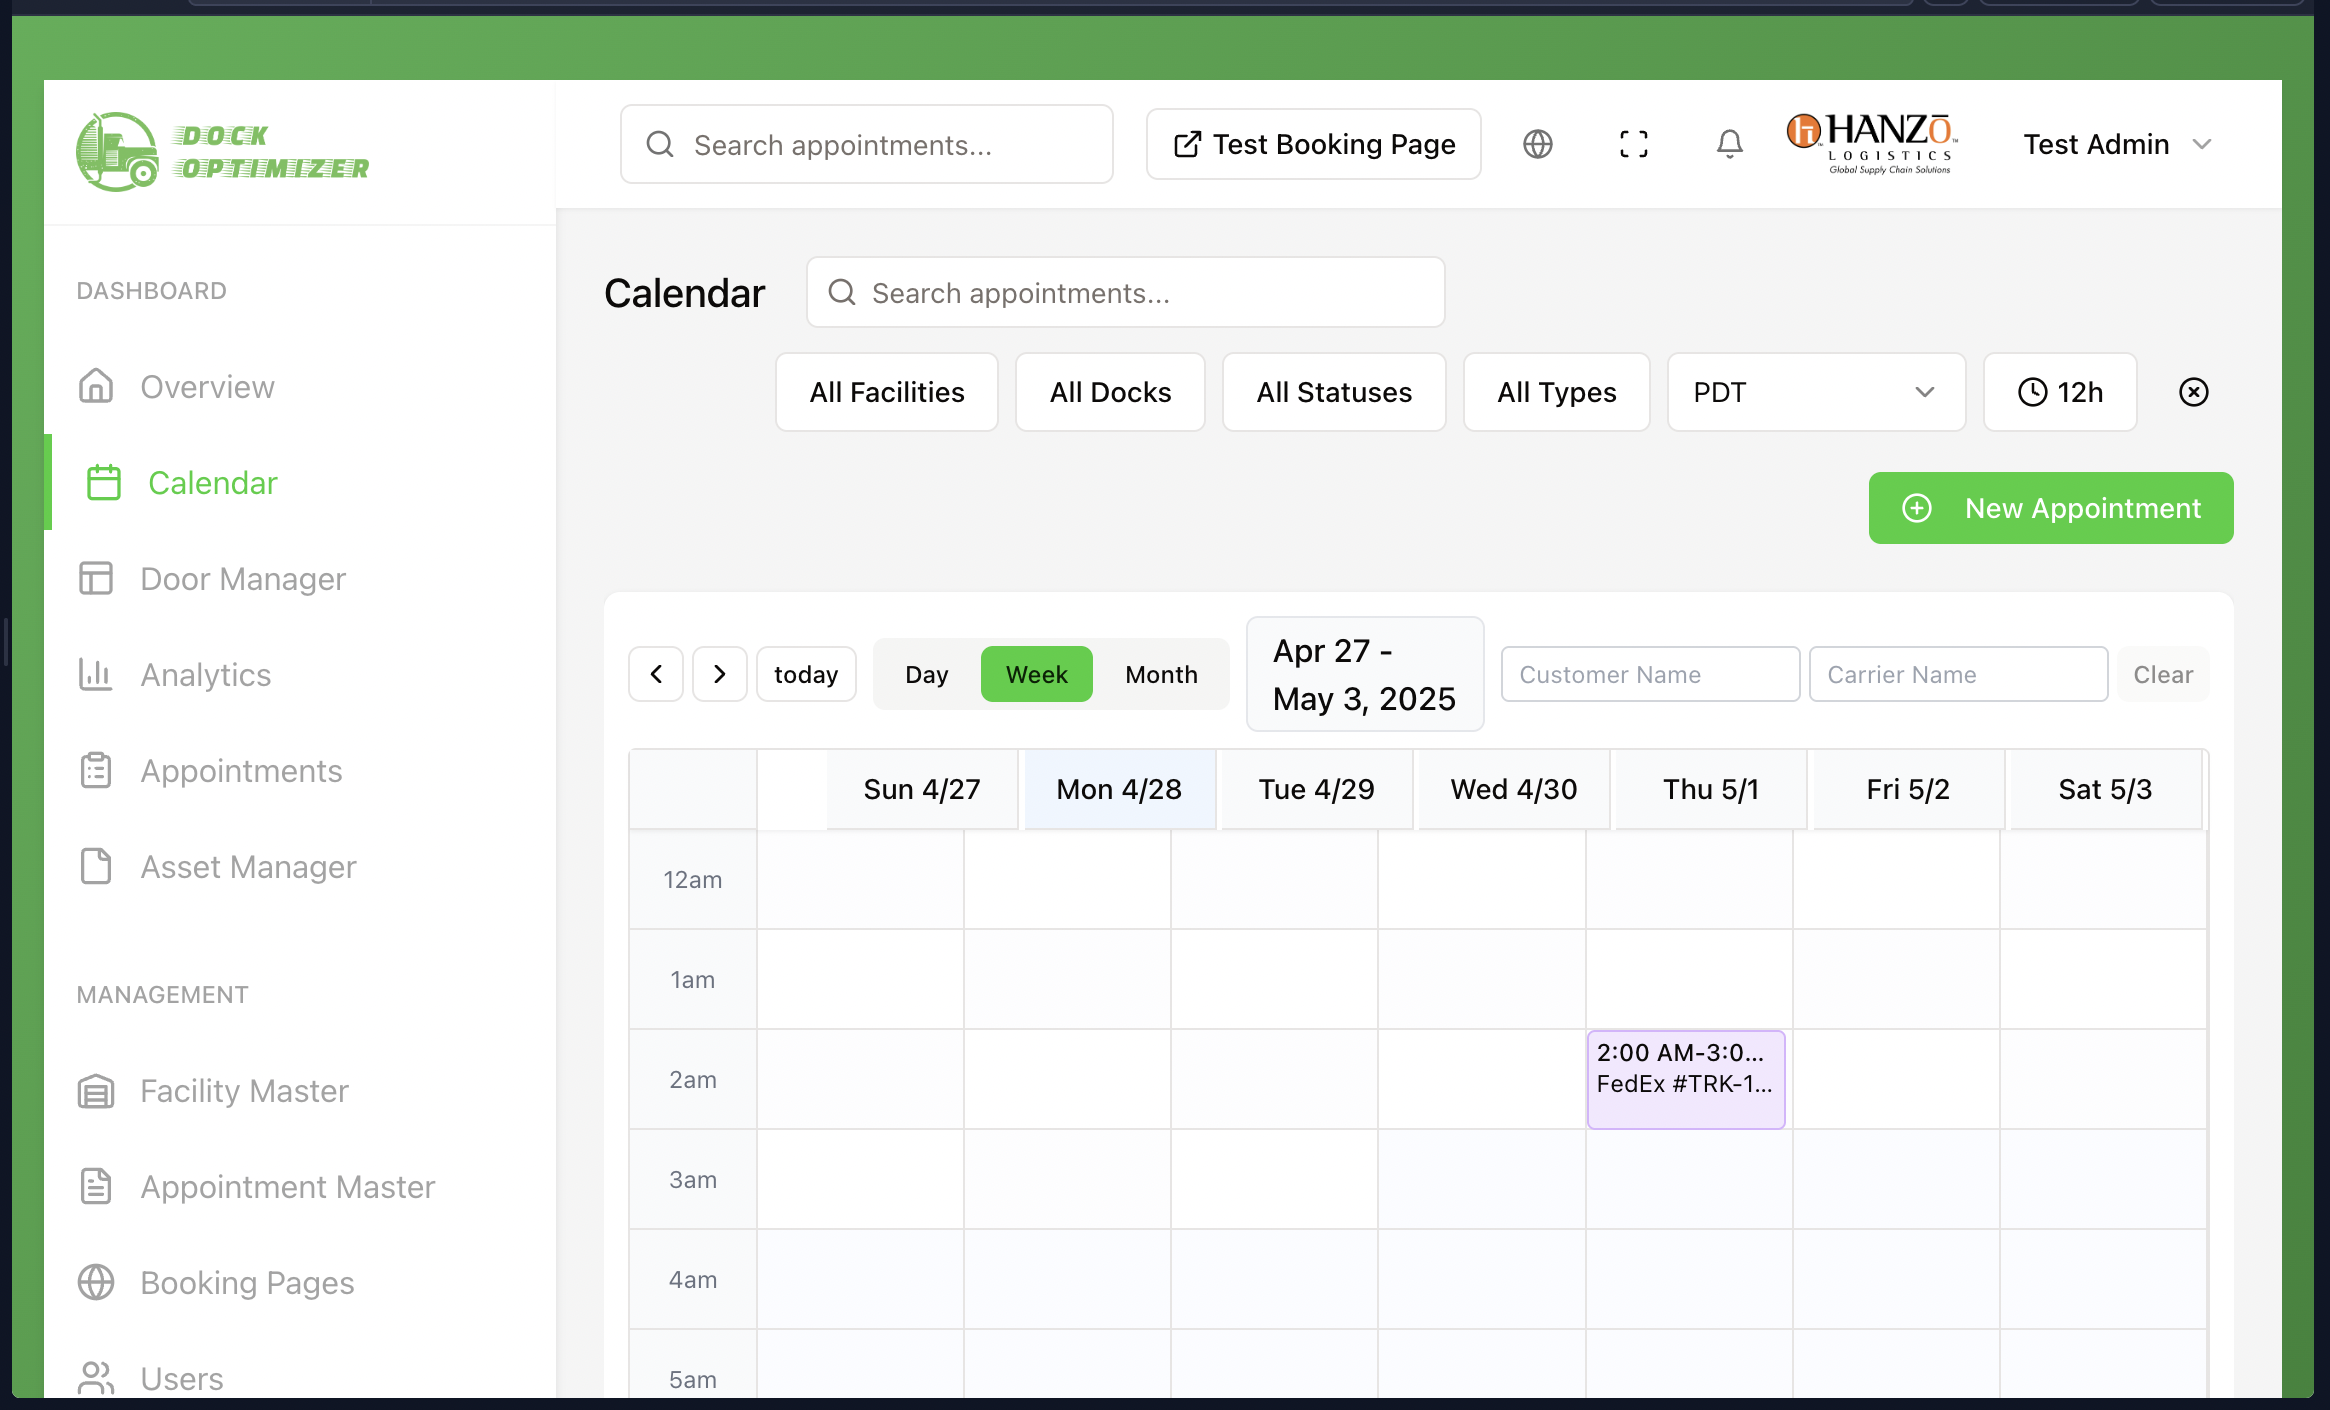 DOCK
OPTIMIZER
Search appointments...
Test Booking Page
HANZŌ
LOGISTICS
Global Supply Chain Solutions
Test Admin
DASHBOARD
Overview
Calendar
Door Manager
Analytics
Appointments
Asset Manager
MANAGEMENT
Facility Master
Appointment Master
Booking Pages
Users
Calendar
Search appointments...
All Facilities
All Docks
All Statuses
All Types
PDT
12h
New Appointment
today
Day
Week
Month
Apr 27 -
May 3, 2025
Customer Name
Carrier Name
Clear
Sun 4/27
Mon 4/28
Tue 4/29
Wed 4/30
Thu 5/1
Fri 5/2
Sat 5/3
12am
1am
2am
2:00 AM-3:0...
FedEx #TRK-1...
3am
4am
5am